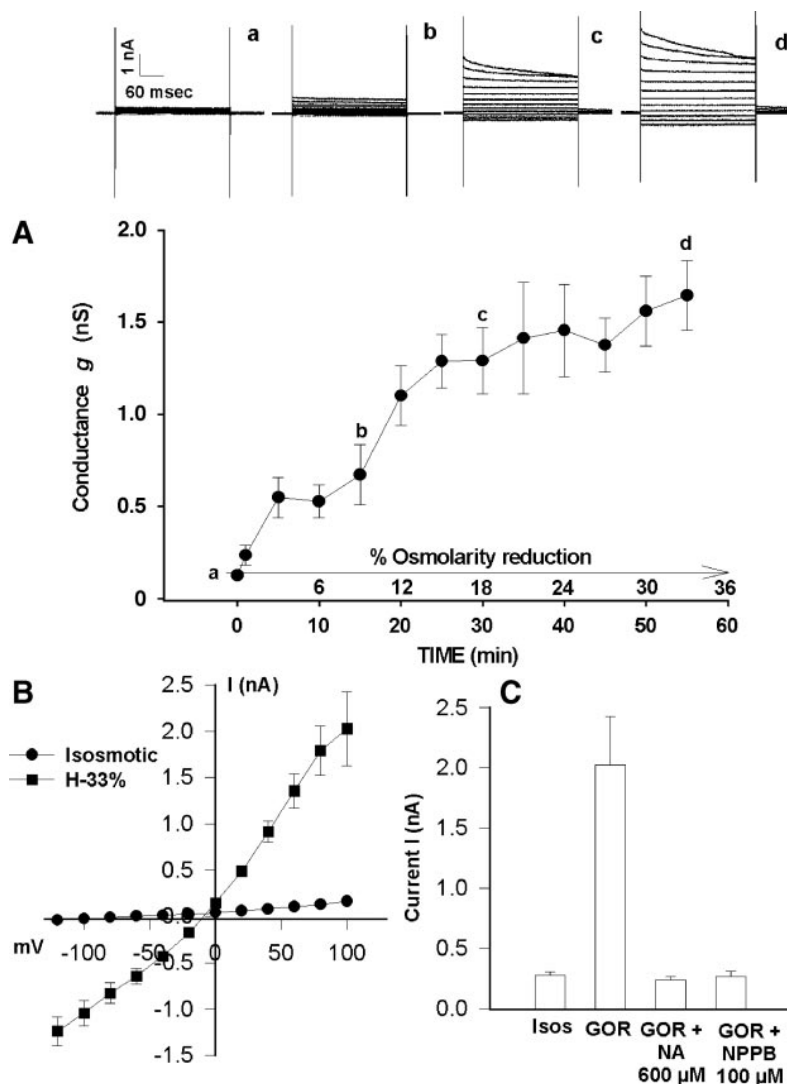 a
b
c
d
1 nA
60 msec
A
2.0
1.5
1.0
0.5
0
Conductance g (nS)
a
b
c
d
% Osmolarity reduction
6 12 18 24 30 36
0 10 20 30 40 50 60
TIME (min)
B
I (nA)
2.5
2.0
1.5
1.0
0.5
0.0
-0.5
-1.0
-1.5
Isosmotic
H-33%
mV
-100 -50 0 50 100
C
Current I (nA)
2.5
2.0
1.5
1.0
0.5
0.0
Isos
GOR
GOR +
NA
600 µM
GOR +
NPPB
100 µM